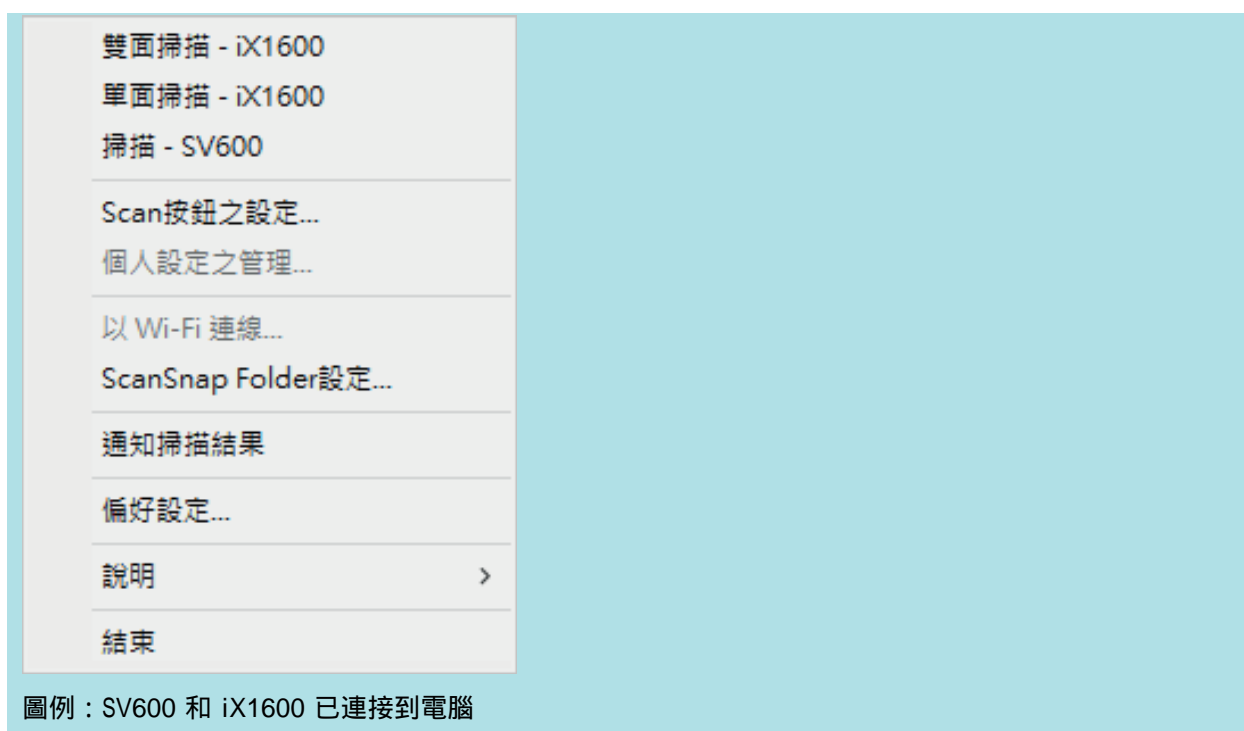 雙面掃描 - iX1600
單面掃描 - iX1600
掃描 - SV600
Scan按鈕之設定...
個人設定之管理...
以 Wi-Fi 連線...
ScanSnap Folder設定...
通知掃描結果
偏好設定...
說明
結束
圖例：SV600 和 iX1600 已連接到電腦